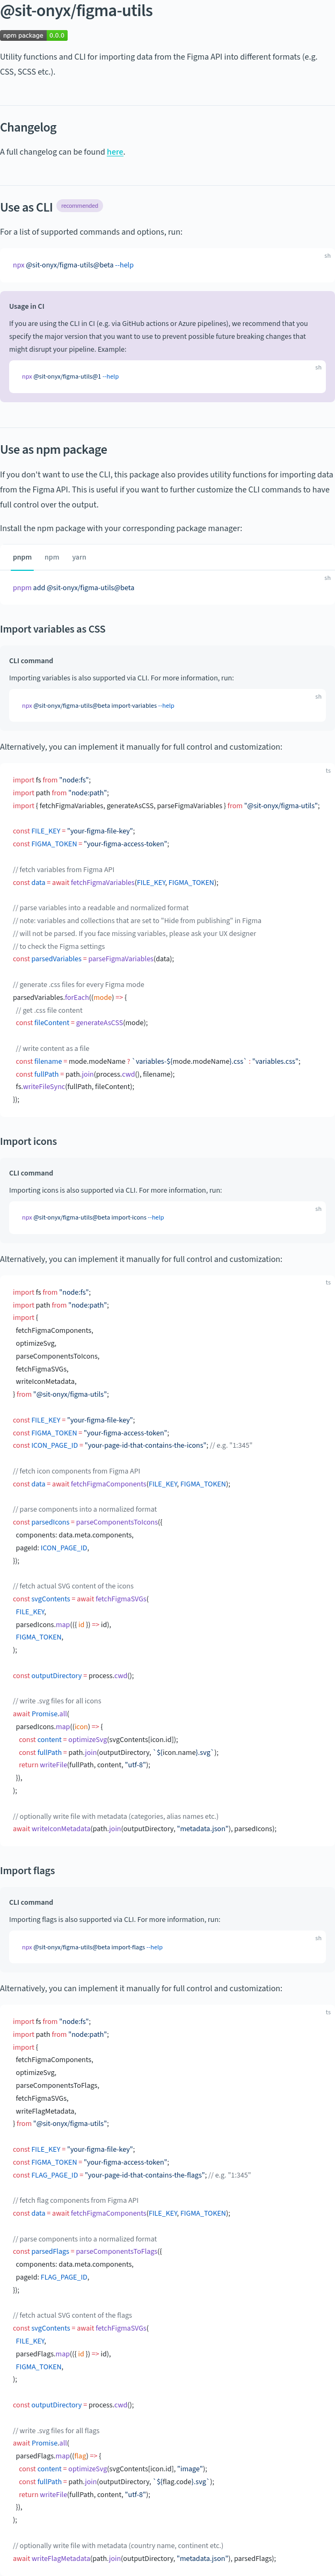 @sit-onyx/figma-utils
npm package 0.0.0
Utility functions and CLI for importing data from the Figma API into different formats (e.g.
CSS, SCSS etc.).
Changelog
A full changelog can be found here.
Use as CLI recommended
For a list of supported commands and options, run:
sh
npx @sit-onyx/figma-utils@beta --help
Usage in CI
If you are using the CLI in CI (e.g. via GitHub actions or Azure pipelines), we recommend that you
specify the major version that you want to use to prevent possible future breaking changes that
might disrupt your pipeline. Example:
sh
npx @sit-onyx/figma-utils@1 --help
Use as npm package
If you don't want to use the CLI, this package also provides utility functions for importing data
from the Figma API. This is useful if you want to further customize the CLI commands to have
full control over the output.
Install the npm package with your corresponding package manager:
pnpm npm yarn
sh
pnpm add @sit-onyx/figma-utils@beta
Import variables as CSS
CLI command
Importing variables is also supported via CLI. For more information, run:
sh
npx @sit-onyx/figma-utils@beta import-variables --help
Alternatively, you can implement it manually for full control and customization:
ts
import fs from "node:fs";
import path from "node:path";
import { fetchFigmaVariables, generateAsCSS, parseFigmaVariables } from "@sit-onyx/figma-utils";
const FILE_KEY = "your-figma-file-key";
const FIGMA_TOKEN = "your-figma-access-token";
// fetch variables from Figma API
const data = await fetchFigmaVariables(FILE_KEY, FIGMA_TOKEN);
// parse variables into a readable and normalized format
// note: variables and collections that are set to "Hide from publishing" in Figma
// will not be parsed. If you face missing variables, please ask your UX designer
// to check the Figma settings
const parsedVariables = parseFigmaVariables(data);
// generate .css files for every Figma mode
parsedVariables.forEach((mode) => {
// get .css file content
const fileContent = generateAsCSS(mode);
// write content as a file
const filename = mode.modeName ? `variables-${mode.modeName}.css` : "variables.css";
const fullPath = path.join(process.cwd(), filename);
fs.writeFileSync(fullPath, fileContent);
});
Import icons
CLI command
Importing icons is also supported via CLI. For more information, run:
sh
npx @sit-onyx/figma-utils@beta import-icons --help
Alternatively, you can implement it manually for full control and customization:
ts
import fs from "node:fs";
import path from "node:path";
import {
fetchFigmaComponents,
optimizeSvg,
parseComponentsToIcons,
fetchFigmaSVGs,
writeIconMetadata,
} from "@sit-onyx/figma-utils";
const FILE_KEY = "your-figma-file-key";
const FIGMA_TOKEN = "your-figma-access-token";
const ICON_PAGE_ID = "your-page-id-that-contains-the-icons"; // e.g. "1:345"
// fetch icon components from Figma API
const data = await fetchFigmaComponents(FILE_KEY, FIGMA_TOKEN);
// parse components into a normalized format
const parsedIcons = parseComponentsToIcons({
components: data.meta.components,
pageId: ICON_PAGE_ID,
});
// fetch actual SVG content of the icons
const svgContents = await fetchFigmaSVGs(
FILE_KEY,
parsedIcons.map(({ id }) => id),
FIGMA_TOKEN,
);
const outputDirectory = process.cwd();
// write .svg files for all icons
await Promise.all(
parsedIcons.map((icon) => {
const content = optimizeSvg(svgContents[icon.id]);
const fullPath = path.join(outputDirectory, `${icon.name}.svg`);
return writeFile(fullPath, content, "utf-8");
}),
);
// optionally write file with metadata (categories, alias names etc.)
await writeIconMetadata(path.join(outputDirectory, "metadata.json"), parsedIcons);
Import flags
CLI command
Importing flags is also supported via CLI. For more information, run:
sh
npx @sit-onyx/figma-utils@beta import-flags --help
Alternatively, you can implement it manually for full control and customization:
ts
import fs from "node:fs";
import path from "node:path";
import {
fetchFigmaComponents,
optimizeSvg,
parseComponentsToFlags,
fetchFigmaSVGs,
writeFlagMetadata,
} from "@sit-onyx/figma-utils";
const FILE_KEY = "your-figma-file-key";
const FIGMA_TOKEN = "your-figma-access-token";
const FLAG_PAGE_ID = "your-page-id-that-contains-the-flags"; // e.g. "1:345"
// fetch flag components from Figma API
const data = await fetchFigmaComponents(FILE_KEY, FIGMA_TOKEN);
// parse components into a normalized format
const parsedFlags = parseComponentsToFlags({
components: data.meta.components,
pageId: FLAG_PAGE_ID,
});
// fetch actual SVG content of the flags
const svgContents = await fetchFigmaSVGs(
FILE_KEY,
parsedFlags.map(({ id }) => id),
FIGMA_TOKEN,
);
const outputDirectory = process.cwd();
// write .svg files for all flags
await Promise.all(
parsedFlags.map((flag) => {
const content = optimizeSvg(svgContents[icon.id], "image");
const fullPath = path.join(outputDirectory, `${flag.code}.svg`);
return writeFile(fullPath, content, "utf-8");
}),
);
// optionally write file with metadata (country name, continent etc.)
await writeFlagMetadata(path.join(outputDirectory, "metadata.json"), parsedFlags);